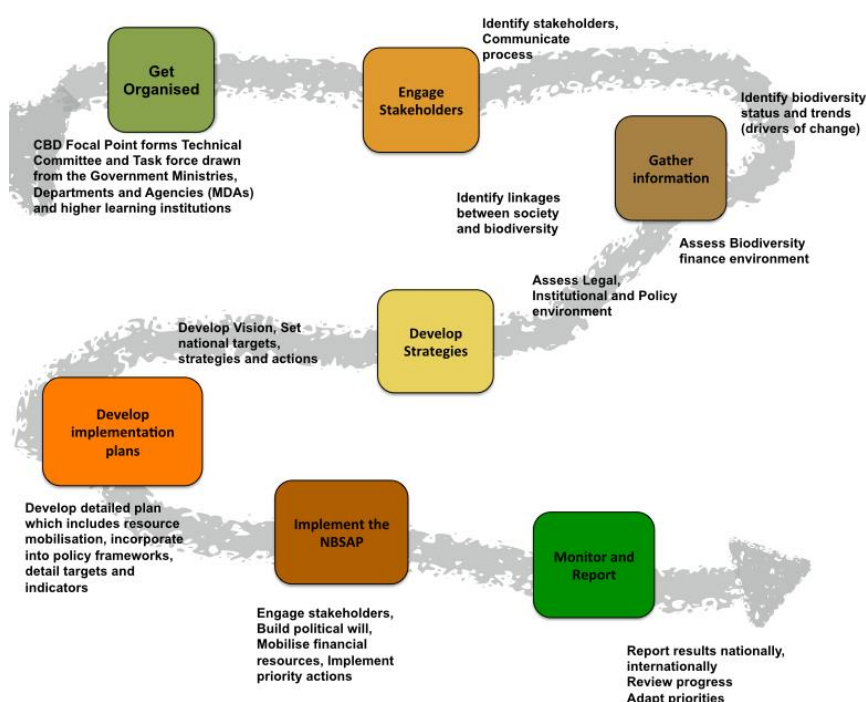 Get
Organised
CBD Focal Point forms Technical
Committee and Task force drawn
from the Government Ministries,
Departments and Agencies (MDAs)
and higher learning institutions
Engage
Stakeholders
Identify stakeholders,
Communicate
process
Gather
information
Identify biodiversity
status and trends
(drivers of change)
Identify linkages
between society
and biodiversity
Assess Biodiversity
finance environment
Assess Legal,
Institutional and Policy
environment
Develop
Strategies
Develop Vision, Set
national targets,
strategies and actions
Develop
implementation
plans
Develop detailed plan
which includes resource
mobilisation, incorporate
into policy frameworks,
detail targets and
indicators
Implement the
NBSAP
Engage stakeholders,
Build political will,
Mobilise financial
resources, Implement
priority actions
Monitor and
Report
Report results nationally,
internationally
Review progress
Adapt priorities